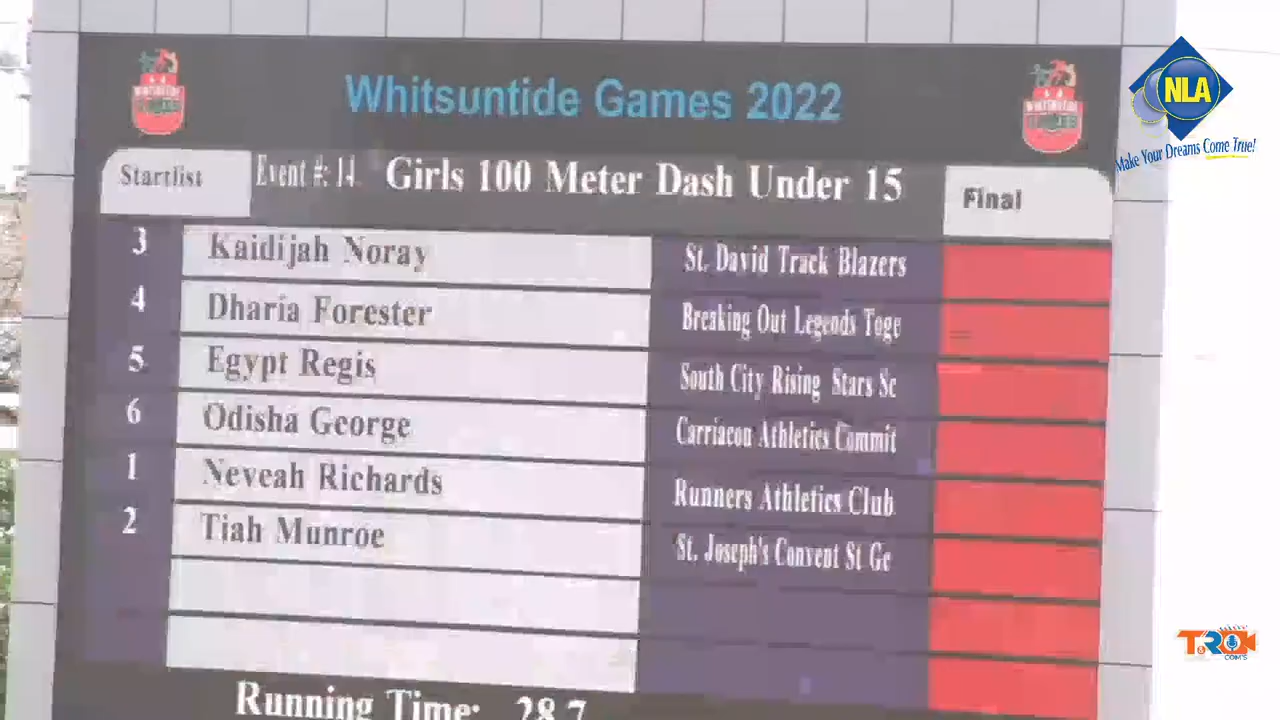 Whitsuntide Games 2022
Startlist Event #: 14 Girls 100 Meter Dash Under 15 Final
3 Kaidijah Noray St. David Track Blazers
4 Dharia Forester Breaking Out Legends Toge
5 Egypt Regis South City Rising Stars Sc
6 Odisha George Carriacou Athletics Commit
1 Neveah Richards Runners Athletics Club
2 Tiah Munroe St. Joseph's Convent St Ge
Running Time: 28.7
NLA
Make Your Dreams Come True!
TRON
COM'S